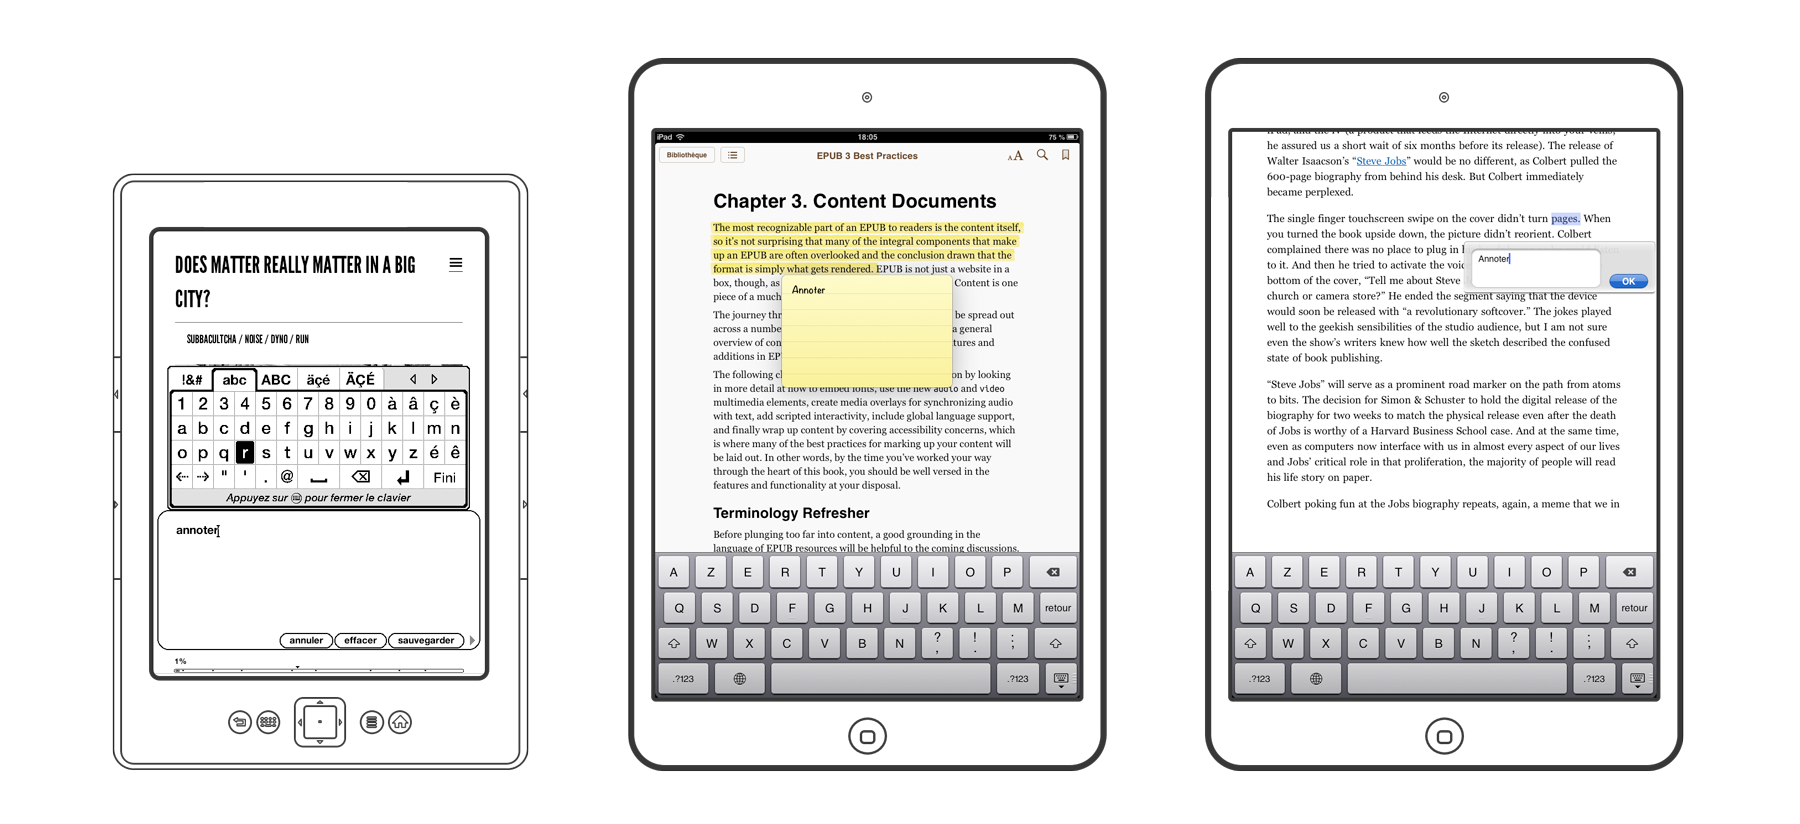 DOES MATTER REALLY MATTER IN A BIG
CITY?
SUBBACULTCHA / NOISE / DYNO / RUN
!&# abc ABC äçé ÄÇÉ
1 2 3 4 5 6 7 8 9 0 à â ç è
a b c d e f g h i j k l m n
o p q r s t u v w x y z é ê
" ' . @ Fini
Appuyez sur pour fermer le clavier
annoter
annuler effacer sauvegarder
1%
iPad 18:05 75 %
Bibliothèque EPUB 3 Best Practices AA
Chapter 3. Content Documents
The most recognizable part of an EPUB to readers is the content itself,
so it's not surprising that many of the integral components that make
up an EPUB are often overlooked and the conclusion drawn that the
format is simply what gets rendered. EPUB is not just a website in a
box, though, as Content is one
piece of a much
Annoter
The journey thr be spread out
across a numbe a general
overview of con tures and
additions in EP
The following cl on by looking
in more detail at how to embed fonts, use the new audio and video
multimedia elements, create media overlays for synchronizing audio
with text, add scripted interactivity, include global language support,
and finally wrap up content by covering accessibility concerns, which
is where many of the best practices for marking up your content will
be laid out. In other words, by the time you've worked your way
through the heart of this book, you should be well versed in the
features and functionality at your disposal.
Terminology Refresher
Before plunging too far into content, a good grounding in the
language of EPUB resources will be helpful to the coming discussions.
A Z E R T Y U I O P
Q S D F G H J K L M retour
W X C V B N ? , ! . ; :
.?123 .?123
iPad, and the iV (a product that feeds the Internet directly into your veins,
he assured us a short wait of six months before its release). The release of
Walter Isaacson's “Steve Jobs” would be no different, as Colbert pulled the
600-page biography from behind his desk. But Colbert immediately
became perplexed.
The single finger touchscreen swipe on the cover didn't turn pages. When
you turned the book upside down, the picture didn't reorient. Colbert
complained there was no place to plug in
to it. And then he tried to activate the voic
bottom of the cover, “Tell me about Steve
Annoter
OK
church or camera store?” He ended the segment saying that the device
would soon be released with “a revolutionary softcover.” The jokes played
well to the geekish sensibilities of the studio audience, but I am not sure
even the show's writers knew how well the sketch described the confused
state of book publishing.
“Steve Jobs” will serve as a prominent road marker on the path from atoms
to bits. The decision for Simon & Schuster to hold the digital release of the
biography for two weeks to match the physical release even after the death
of Jobs is worthy of a Harvard Business School case. And at the same time,
even as computers now interface with us in almost every aspect of our lives
and Jobs' critical role in that proliferation, the majority of people will read
his life story on paper.
Colbert poking fun at the Jobs biography repeats, again, a meme that we in
A Z E R T Y U I O P
Q S D F G H J K L M retour
W X C V B N ? , ! . ; :
.?123 .?123